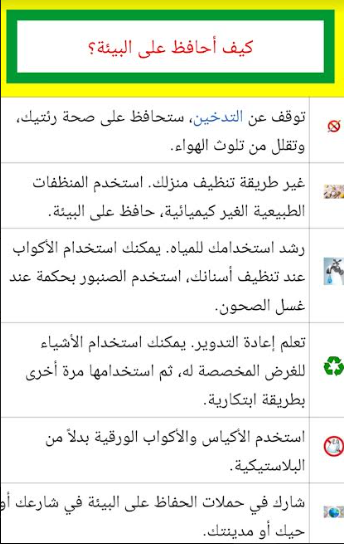 كيف أحافظ على البيئة؟
توقف عن التدخين، ستحافظ على صحة رئتيك،
وتقلل من تلوث الهواء.
غير طريقة تنظيف منزلك. استخدم المنظفات
الطبيعية الغير كيميائية، حافظ على البيئة.
رشد استخدامك للمياه. يمكنك استخدام الأكواب
عند تنظيف أسنانك، استخدم الصنبور بحكمة عند
غسل الصحون.
تعلم إعادة التدوير. يمكنك استخدام الأشياء
للغرض المخصصة له، ثم استخدامها مرة أخرى
بطريقة ابتكارية.
استخدم الأكياس والأكواب الورقية بدلاً من
البلاستيكية.
شارك في حملات الحفاظ على البيئة في شارعك أو
حيك أو مدينتك.